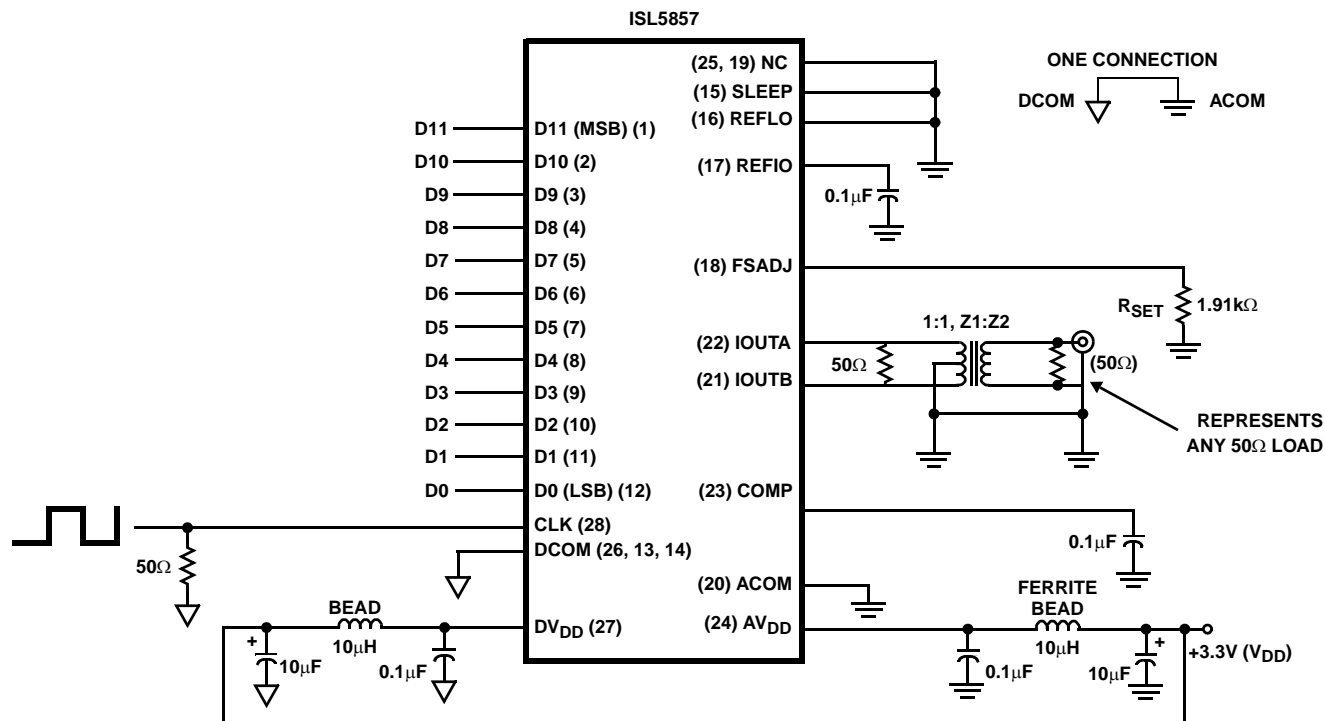 ISL5857
(25, 19) NC
(15) SLEEP
(16) REFLO
(17) REFIO
0.1μF
ONE CONNECTION
DCOM
ACOM
D11
D11 (MSB) (1)
D10
D10 (2)
D9
D9 (3)
D8
D8 (4)
D7
D7 (5)
D6
D6 (6)
D5
D5 (7)
D4
D4 (8)
D3
D3 (9)
D2
D2 (10)
D1
D1 (11)
D0
D0 (LSB) (12)
CLK (28)
DCOM (26, 13, 14)
50Ω
(18) FSADJ
RSET
1.91kΩ
1:1, Z1:Z2
(22) IOUTA
50Ω
(50Ω)
(21) IOUTB
REPRESENTS
ANY 50Ω LOAD
(23) COMP
0.1μF
(20) ACOM
BEAD
+
10μH
10μF
0.1μF
DVDD (27)
(24) AVDD
FERRITE
BEAD
10μH
0.1μF
10μF
+
+3.3V (VDD)